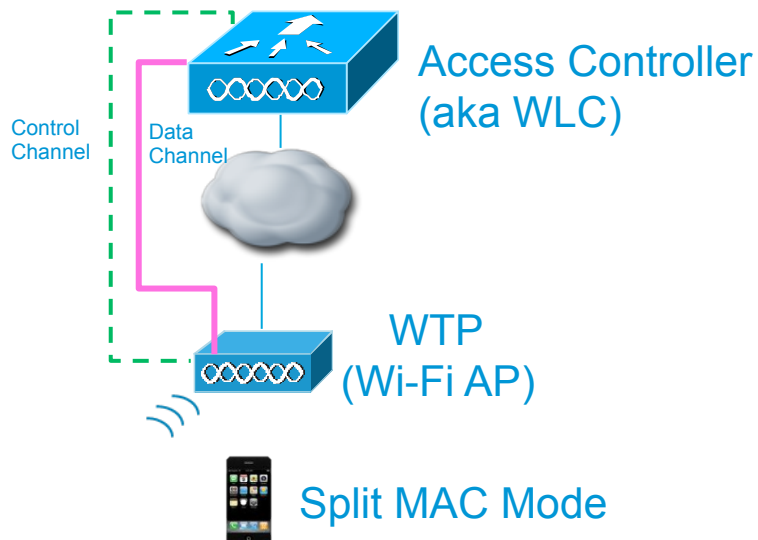 Access Controller
(aka WLC)
Control
Channel
Data
Channel
WTP
(Wi-Fi AP)
Split MAC Mode